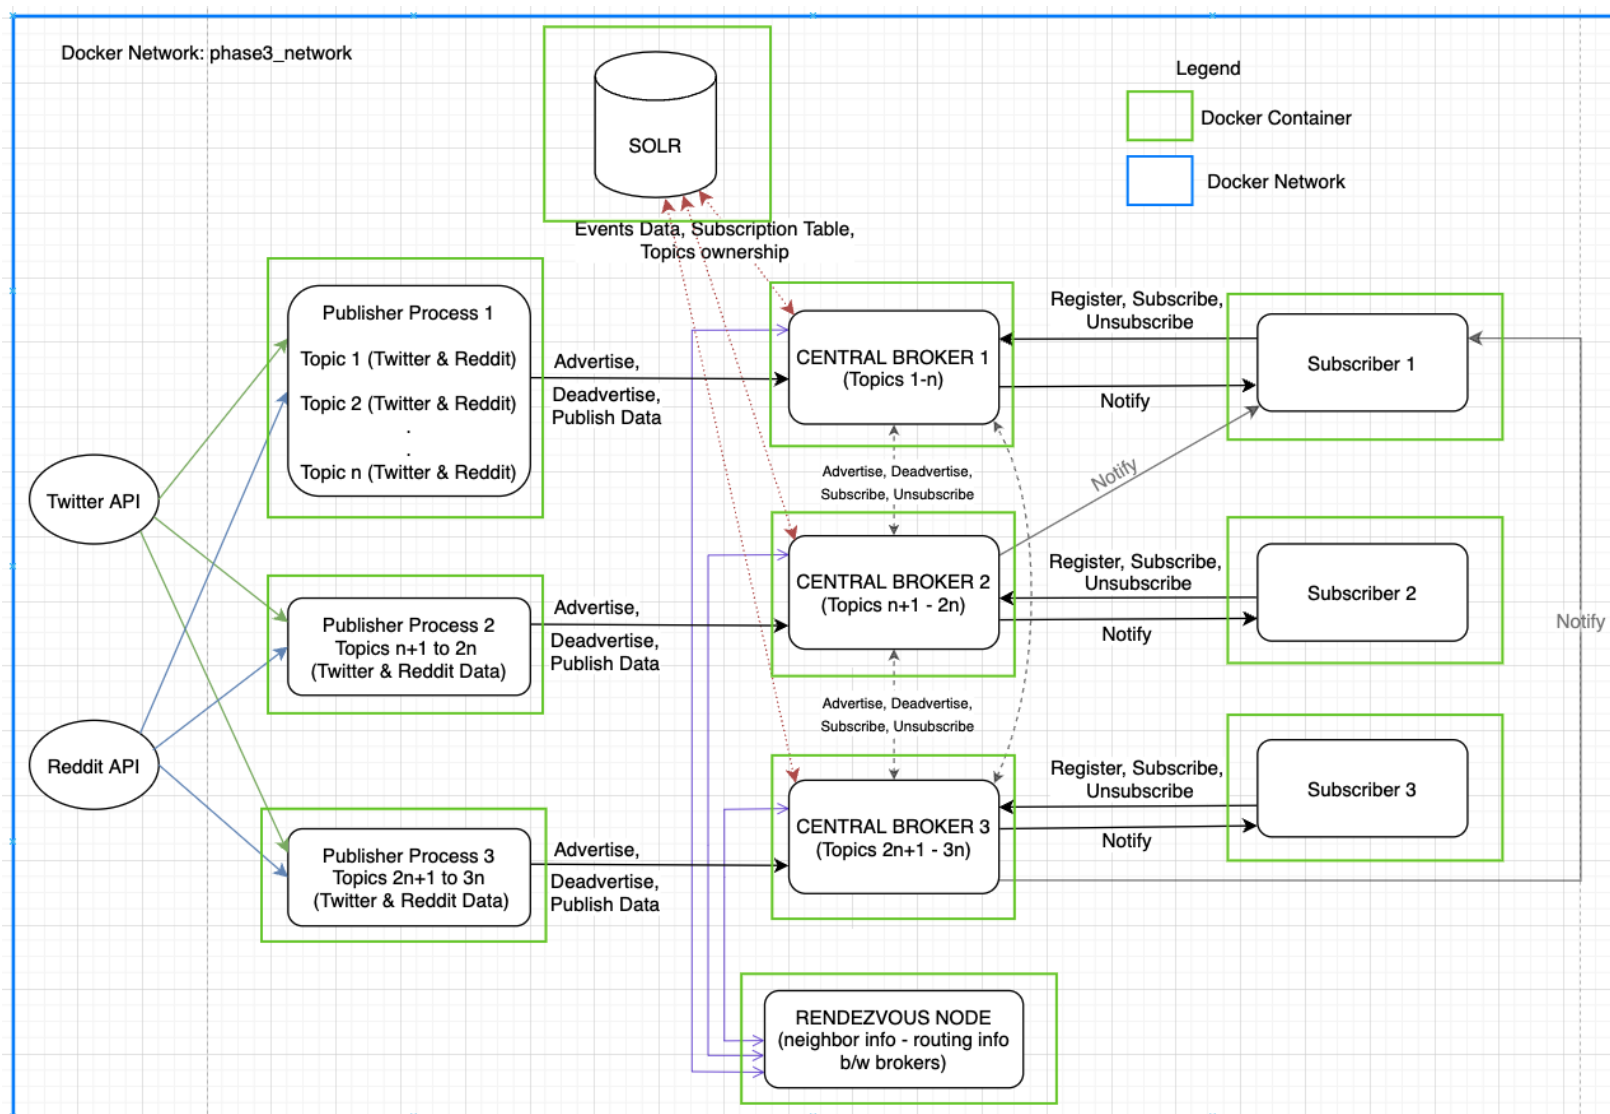 Docker Network: phase3_network
SOLR
Legend
Docker Container
Docker Network
Events Data, Subscription Table,
Topics ownership
Publisher Process 1
Topic 1 (Twitter & Reddit)
Topic 2 (Twitter & Reddit)
.
.
Topic n (Twitter & Reddit)
Advertise,
Deadvertise,
Publish Data
CENTRAL BROKER 1
(Topics 1-n)
Register, Subscribe,
Unsubscribe
Notify
Subscriber 1
Twitter API
Advertise, Deadvertise,
Subscribe, Unsubscribe
Notify
Publisher Process 2
Topics n+1 to 2n
(Twitter & Reddit Data)
Advertise,
Deadvertise,
Publish Data
CENTRAL BROKER 2
(Topics n+1 - 2n)
Register, Subscribe,
Unsubscribe
Notify
Subscriber 2
Notify
Reddit API
Advertise, Deadvertise,
Subscribe, Unsubscribe
Publisher Process 3
Topics 2n+1 to 3n
(Twitter & Reddit Data)
Advertise,
Deadvertise,
Publish Data
CENTRAL BROKER 3
(Topics 2n+1 - 3n)
Register, Subscribe,
Unsubscribe
Notify
Subscriber 3
RENDEZVOUS NODE
(neighbor info - routing info
b/w brokers)